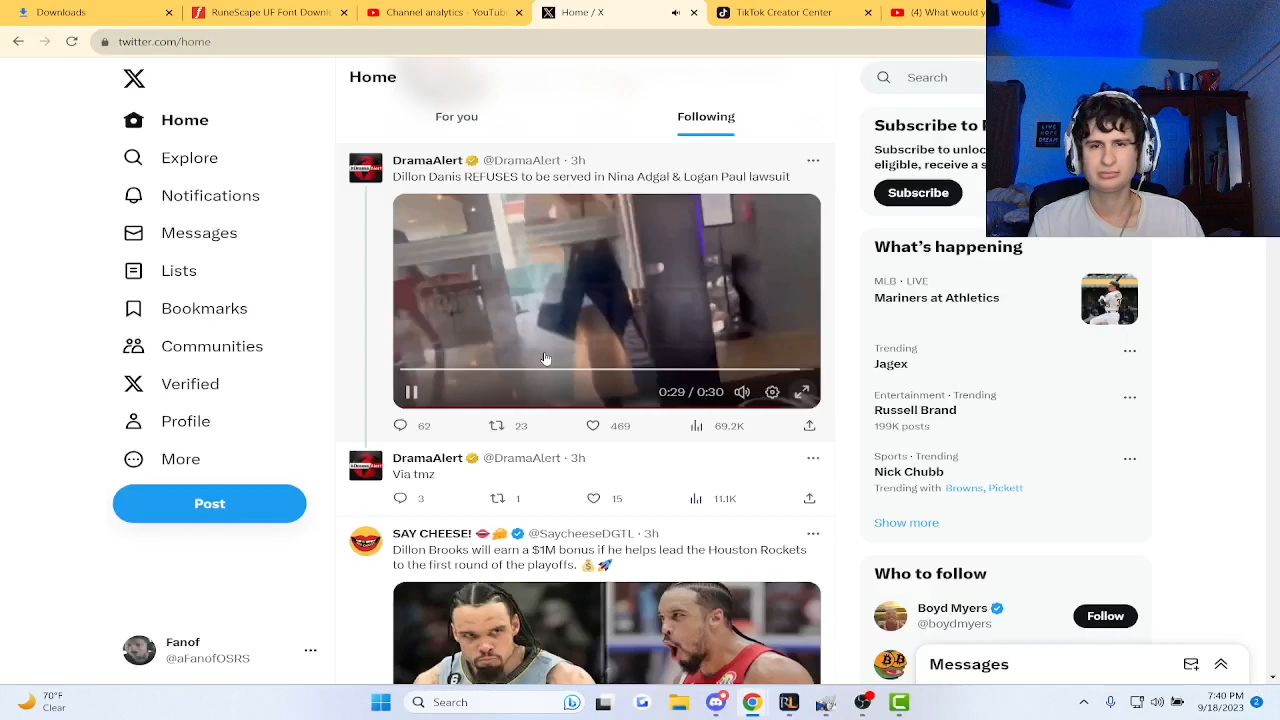 Downloads
RuneScape UF Font Downl
Channel analytics - YouTube
Home / X
TikTok Creator Center
(4) What would y
twitter.com/home
Home
Search
For you
Following
Home
Explore
Notifications
Messages
Lists
Bookmarks
Communities
Verified
Profile
More
Post
Fanof
@aFanofOSRS
DramaAlert @DramaAlert · 3h
Dillon Danis REFUSES to be served in Nina Adgal & Logan Paul lawsuit
0:29 / 0:30
62
23
469
69.2K
DramaAlert @DramaAlert · 3h
Via tmz
3
1
15
11.1K
SAY CHEESE! 👄🧀 @SaycheeseDGTL · 3h
Dillon Brooks will earn a $1M bonus if he helps lead the Houston Rockets
to the first round of the playoffs. 💰🚀
Subscribe to
Subscribe to unloc
eligible, receive a s
Subscribe
LIVE
HOPE
DREAM
What's happening
MLB · LIVE
Mariners at Athletics
Trending
Jagex
Entertainment · Trending
Russell Brand
199K posts
Sports · Trending
Nick Chubb
Trending with Browns, Pickett
Show more
Who to follow
Boyd Myers
@boydmyers
Follow
Messages
70°F
Clear
Search
7:40 PM
9/18/2023
2